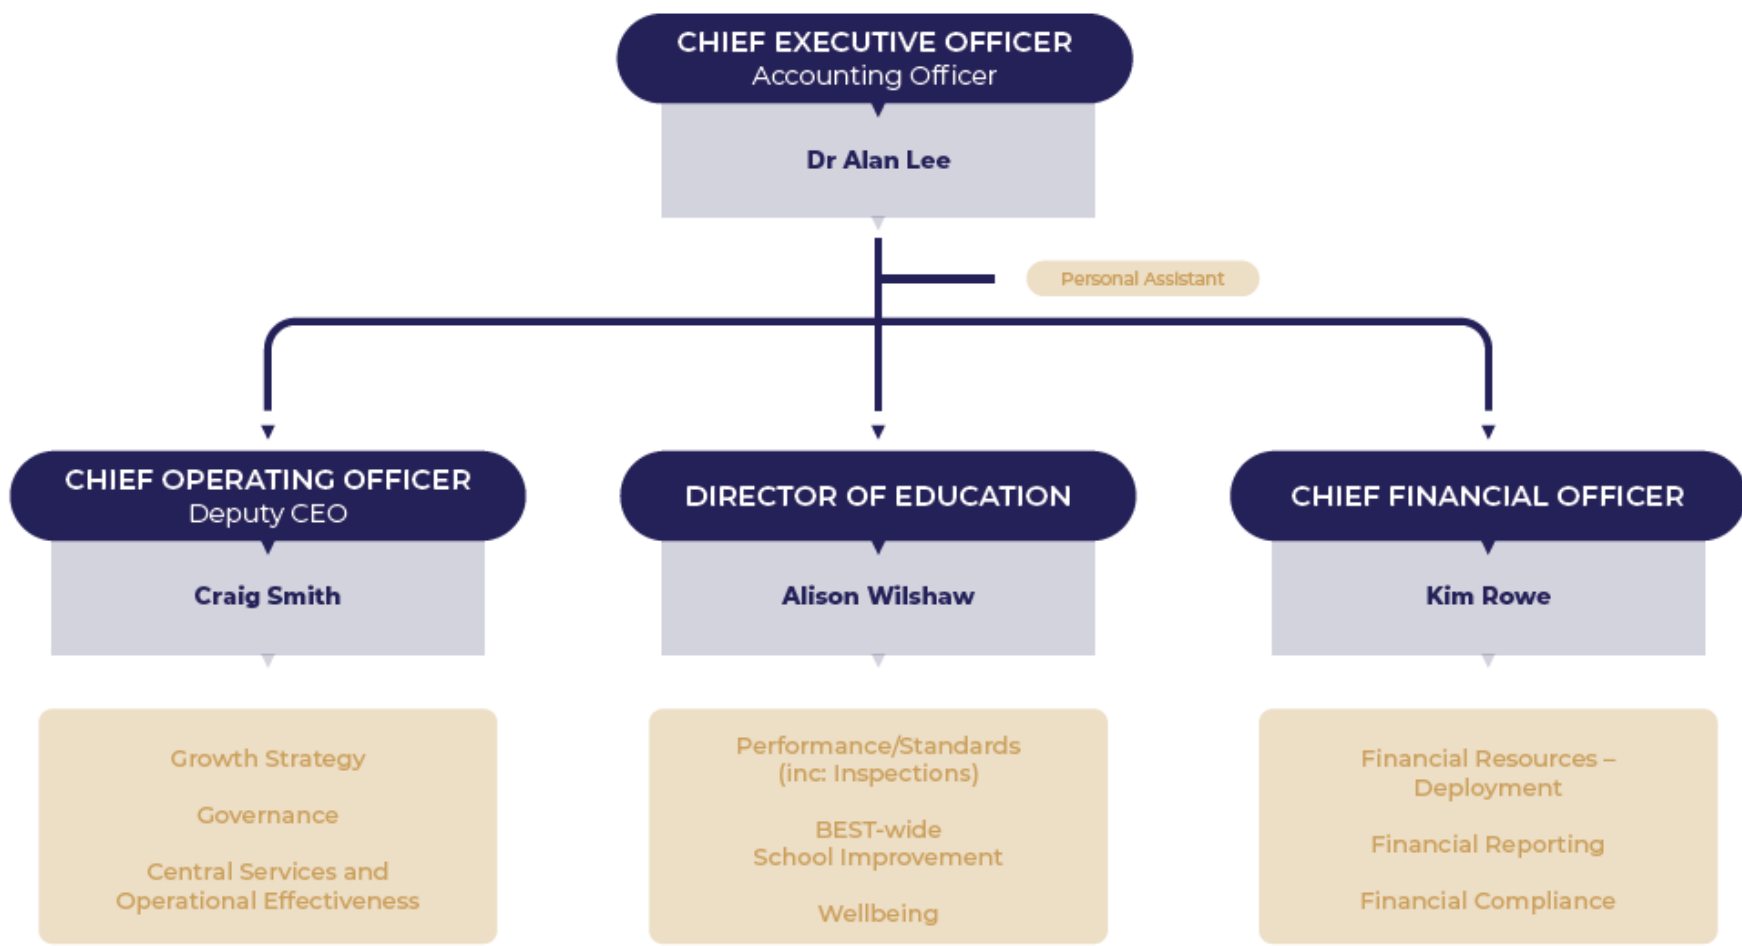 CHIEF EXECUTIVE OFFICER
Accounting Officer
Dr Alan Lee
Personal Assistant
CHIEF OPERATING OFFICER
Deputy CEO
Craig Smith
Growth Strategy
Governance
Central Services and
Operational Effectiveness
DIRECTOR OF EDUCATION
Alison Wilshaw
Performance/Standards
(inc: Inspections)
BEST-wide
School Improvement
Wellbeing
CHIEF FINANCIAL OFFICER
Kim Rowe
Financial Resources –
Deployment
Financial Reporting
Financial Compliance